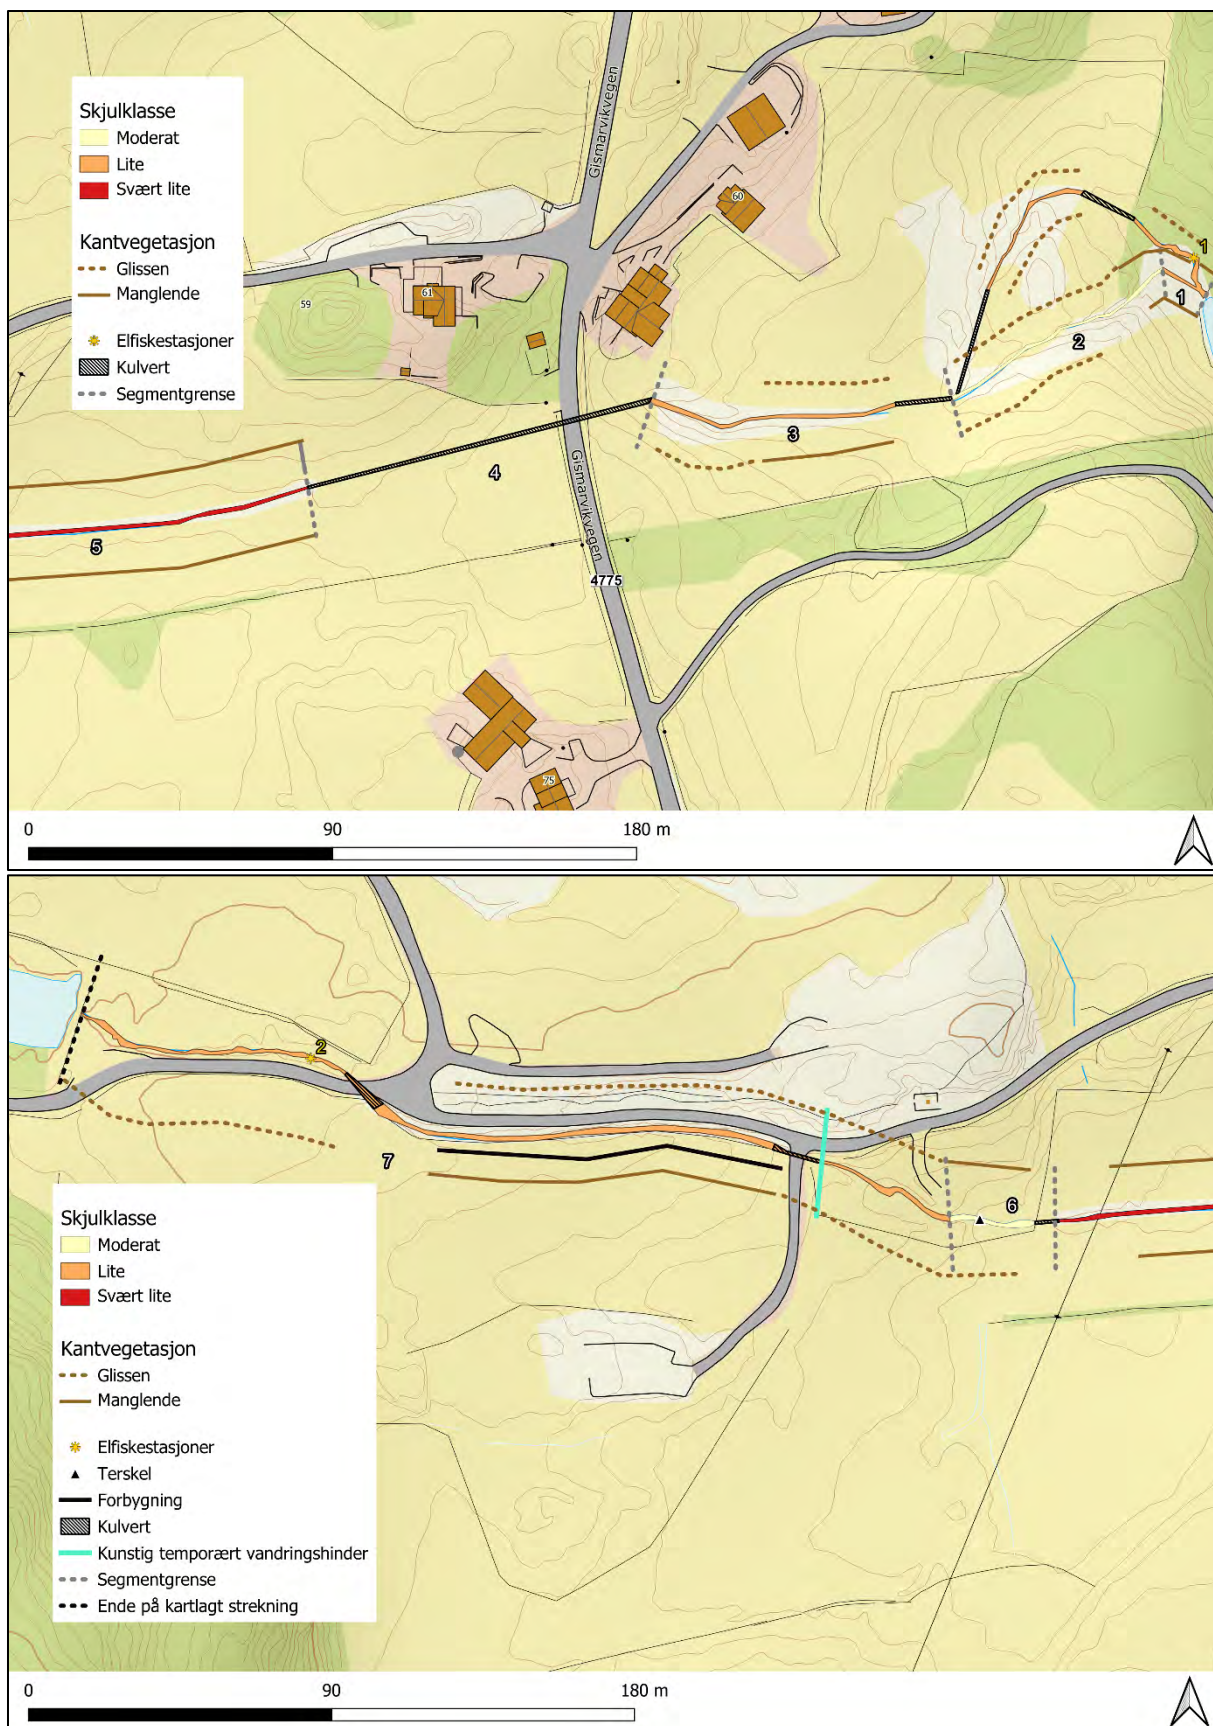 Skjulklasse
Moderat
Lite
Svært lite
Kantvegetasjon
Glissen
Manglende
Elfiskestasjoner
Kulvert
Segmentgrense
Gismarvikvegen
60
61
59
1
1
2
3
4
5
Gismarvikvegen
4775
75
0 90 180 m
2
7
6
Skjulklasse
Moderat
Lite
Svært lite
Kantvegetasjon
Glissen
Manglende
Elfiskestasjoner
Terskel
Forbygning
Kulvert
Kunstig temporært vandringshinder
Segmentgrense
Ende på kartlagt strekning
0 90 180 m